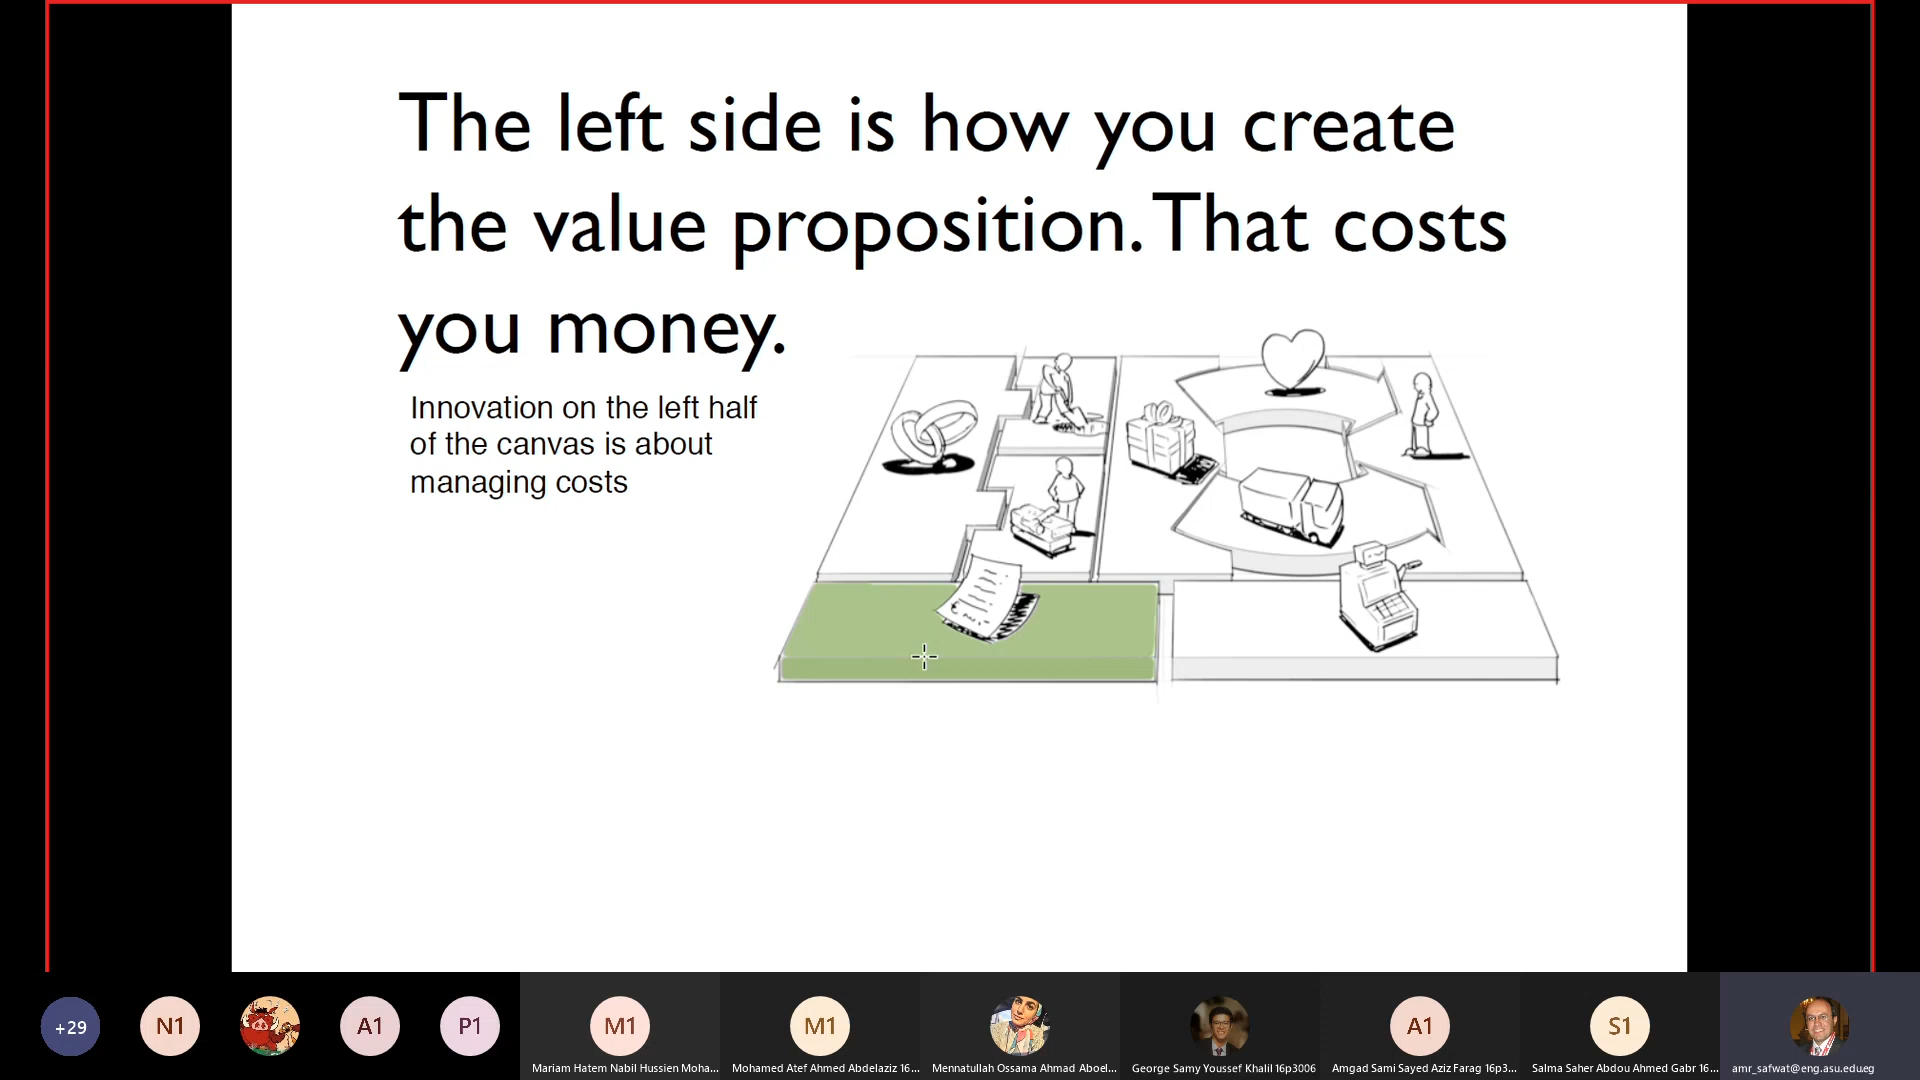 The left side is how you create
the value proposition. That costs
you money.
Innovation on the left half
of the canvas is about
managing costs
+29
N1
A1
P1
M1
M1
A1
S1
Mariam Hatem Nabil Hussien Moha...
Mohamed Atef Ahmed Abdelaziz 16...
Mennatullah Ossama Ahmad Aboel...
George Samy Youssef Khalil 16p3006
Amgad Sami Sayed Aziz Farag 16p3...
Salma Saher Abdou Ahmed Gabr 16...
amr_safwat@eng.asu.edu.eg